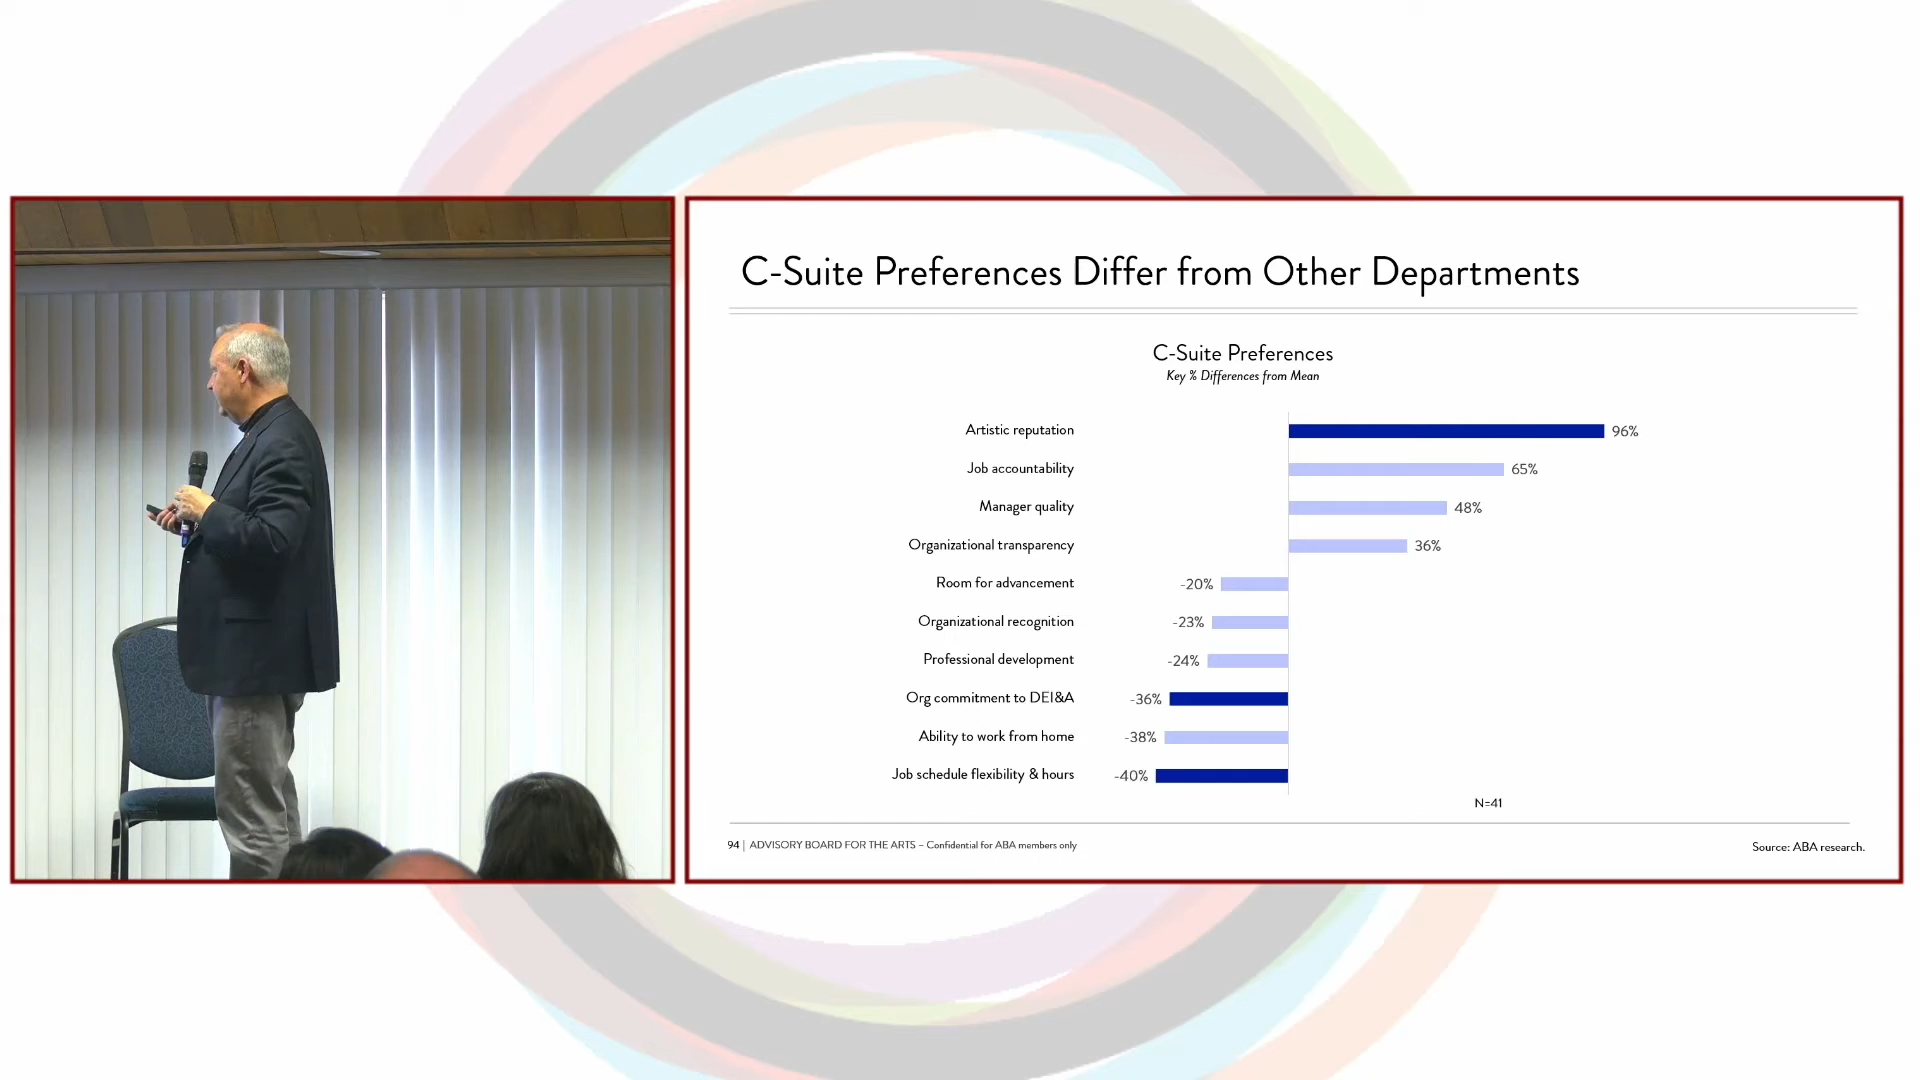 C-Suite Preferences Differ from Other Departments
C-Suite Preferences
Key % Differences from Mean
Artistic reputation 96%
Job accountability 65%
Manager quality 48%
Organizational transparency 36%
Room for advancement -20%
Organizational recognition -23%
Professional development -24%
Org commitment to DEI&A -36%
Ability to work from home -38%
Job schedule flexibility & hours -40%
N=41
94 | ADVISORY BOARD FOR THE ARTS – Confidential for ABA members only
Source: ABA research.